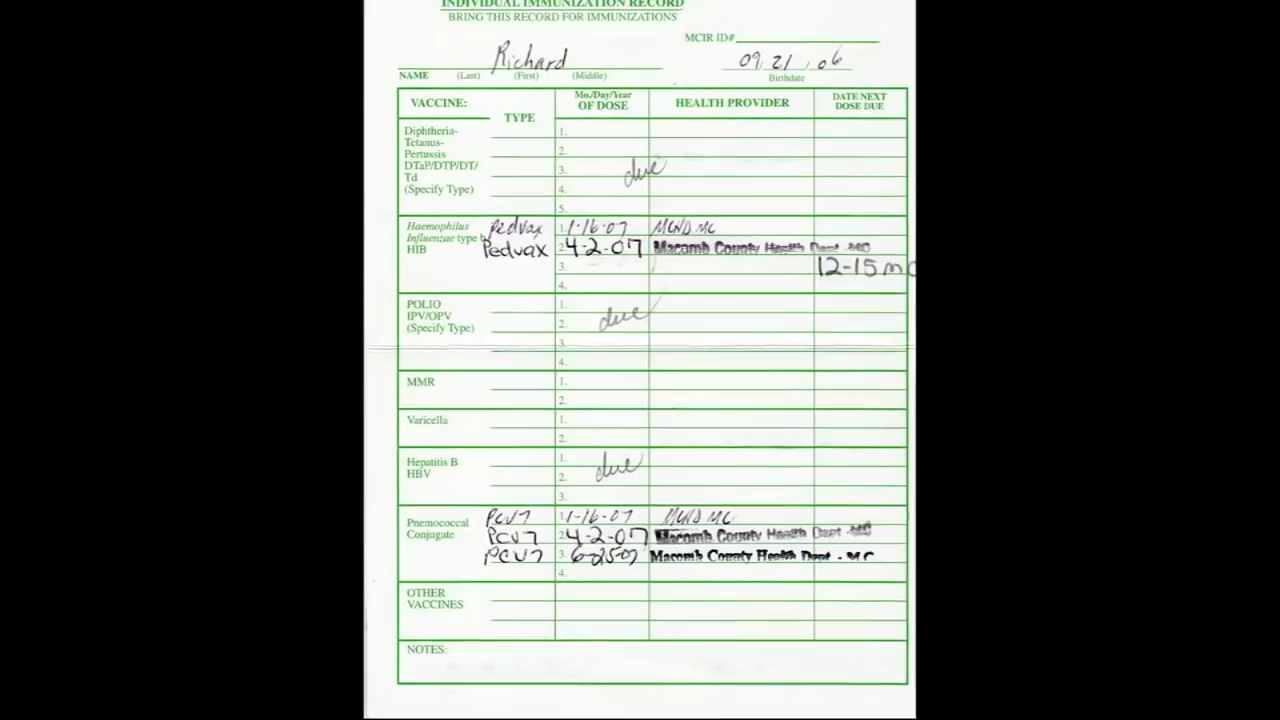 INDIVIDUAL IMMUNIZATION RECORD
BRING THIS RECORD FOR IMMUNIZATIONS
MCIR ID#
Richard
09 21 06
NAME (Last) (First) (Middle)
Birthdate
VACCINE: TYPE Mo./Day/Year OF DOSE HEALTH PROVIDER DATE NEXT DOSE DUE
Diphtheria-
Tetanus-
Pertussis
DTaP/DTP/DT/
Td
(Specify Type)
1.
2.
3. due
4.
5.
Haemophilus Pedvax 1. 1-16-07 MCHD MC
Influenzae type b
HIB Pedvax 2. 4-2-07 Macomb County Health Dept -MC
3. 12-15 mo
4.
POLIO 1.
IPV/OPV
(Specify Type) 2. due
3.
4.
MMR 1.
2.
Varicella 1.
2.
Hepatitis B 1.
HBV 2. due
3.
Pnemococcal PCV7 1. 1-16-07 MCHD MC
Conjugate PCV7 2. 4-2-07 Macomb County Health Dept -MC
PCV7 3. 6-25-07 Macomb County Health Dept - MC
4.
OTHER
VACCINES
NOTES: